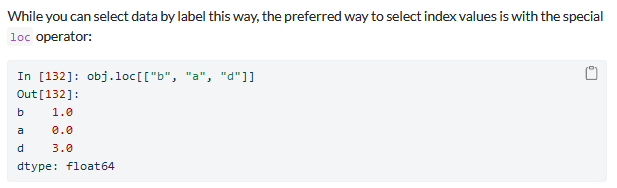 While you can select data by label this way, the preferred way to select index values is with the special
loc operator:
In [132]: obj.loc[["b", "a", "d"]]
Out[132]:
b    1.0
a    0.0
d    3.0
dtype: float64